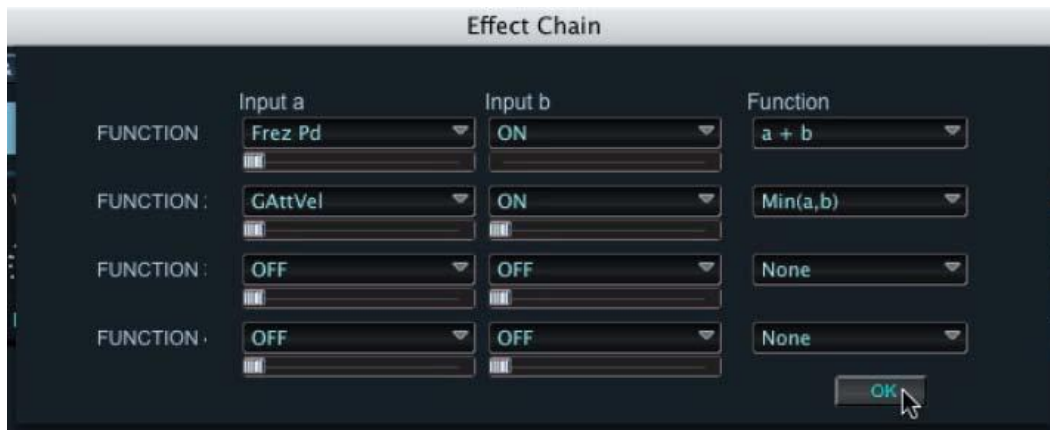 Effect Chain
Input a Input b Function
FUNCTION Frez Pd ON a + b
FUNCTION : GAttVel ON Min(a,b)
FUNCTION : OFF OFF None
FUNCTION OFF OFF None
OK